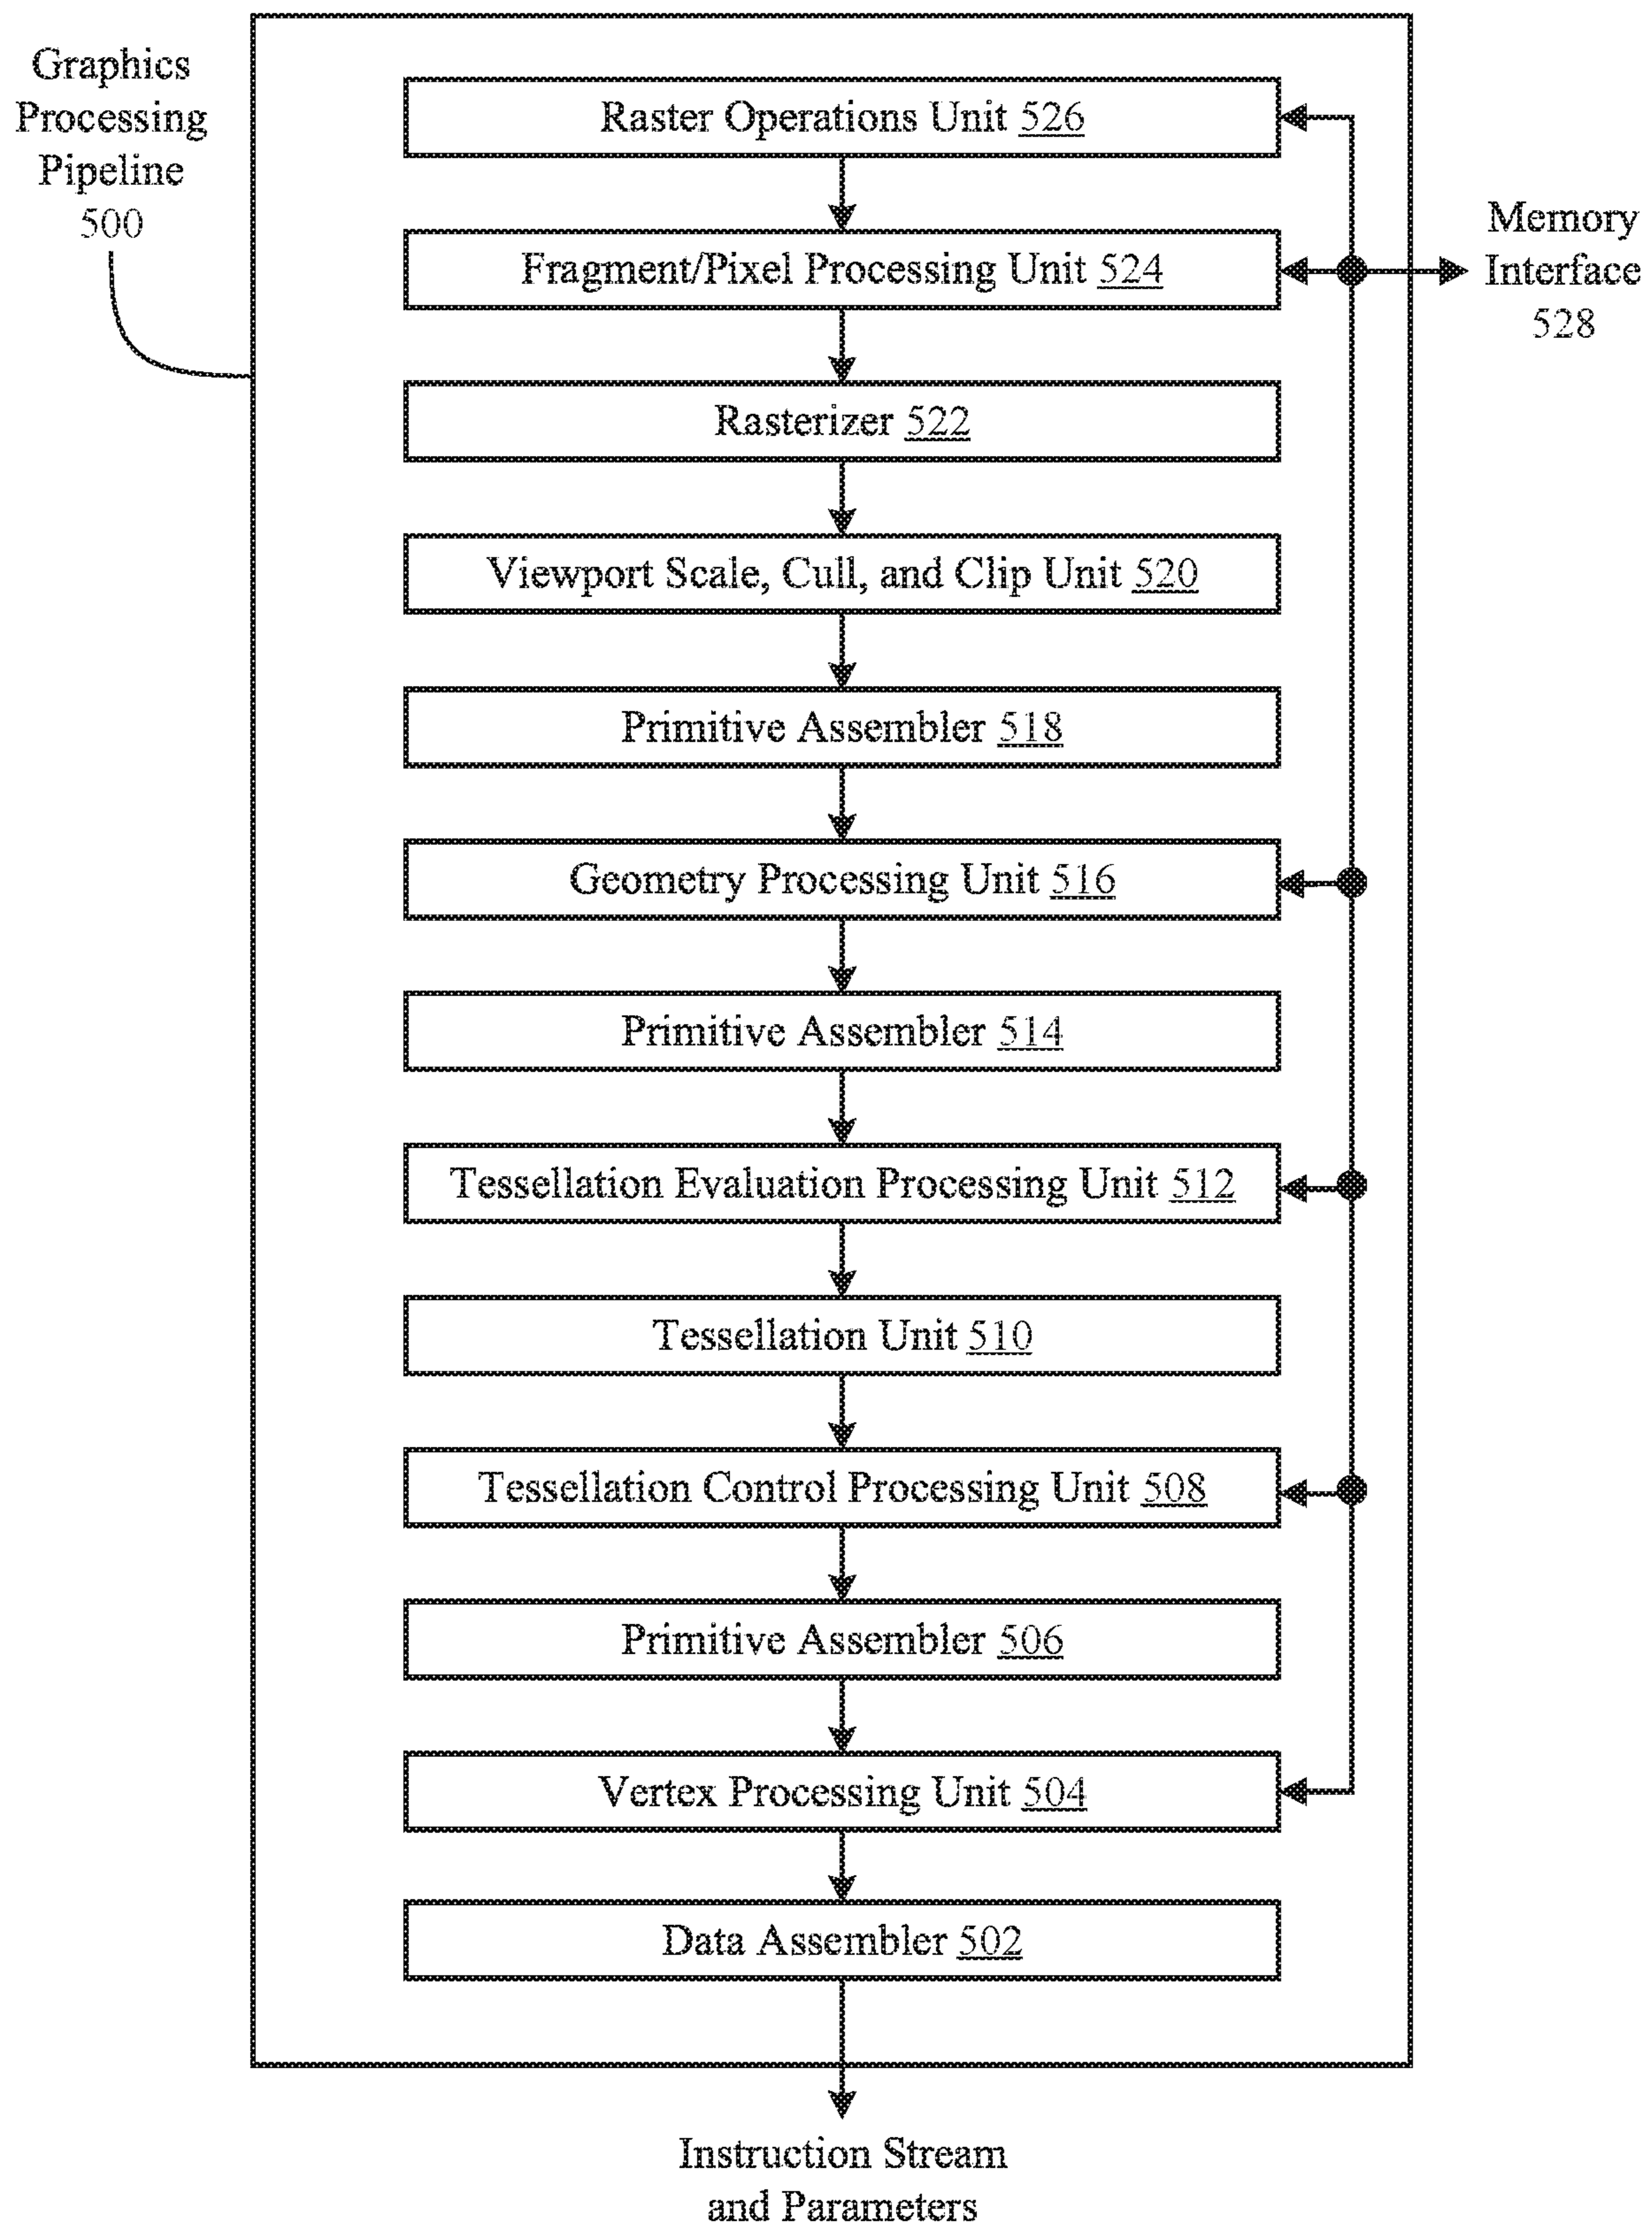 Graphics
Processing
Pipeline
500
Raster Operations Unit 526
Fragment/Pixel Processing Unit 524
Memory
Interface
528
Rasterizer 522
Viewport Scale, Cull, and Clip Unit 520
Primitive Assembler 518
Geometry Processing Unit 516
Primitive Assembler 514
Tessellation Evaluation Processing Unit 512
Tessellation Unit 510
Tessellation Control Processing Unit 508
Primitive Assembler 506
Vertex Processing Unit 504
Data Assembler 502
Instruction Stream
and Parameters